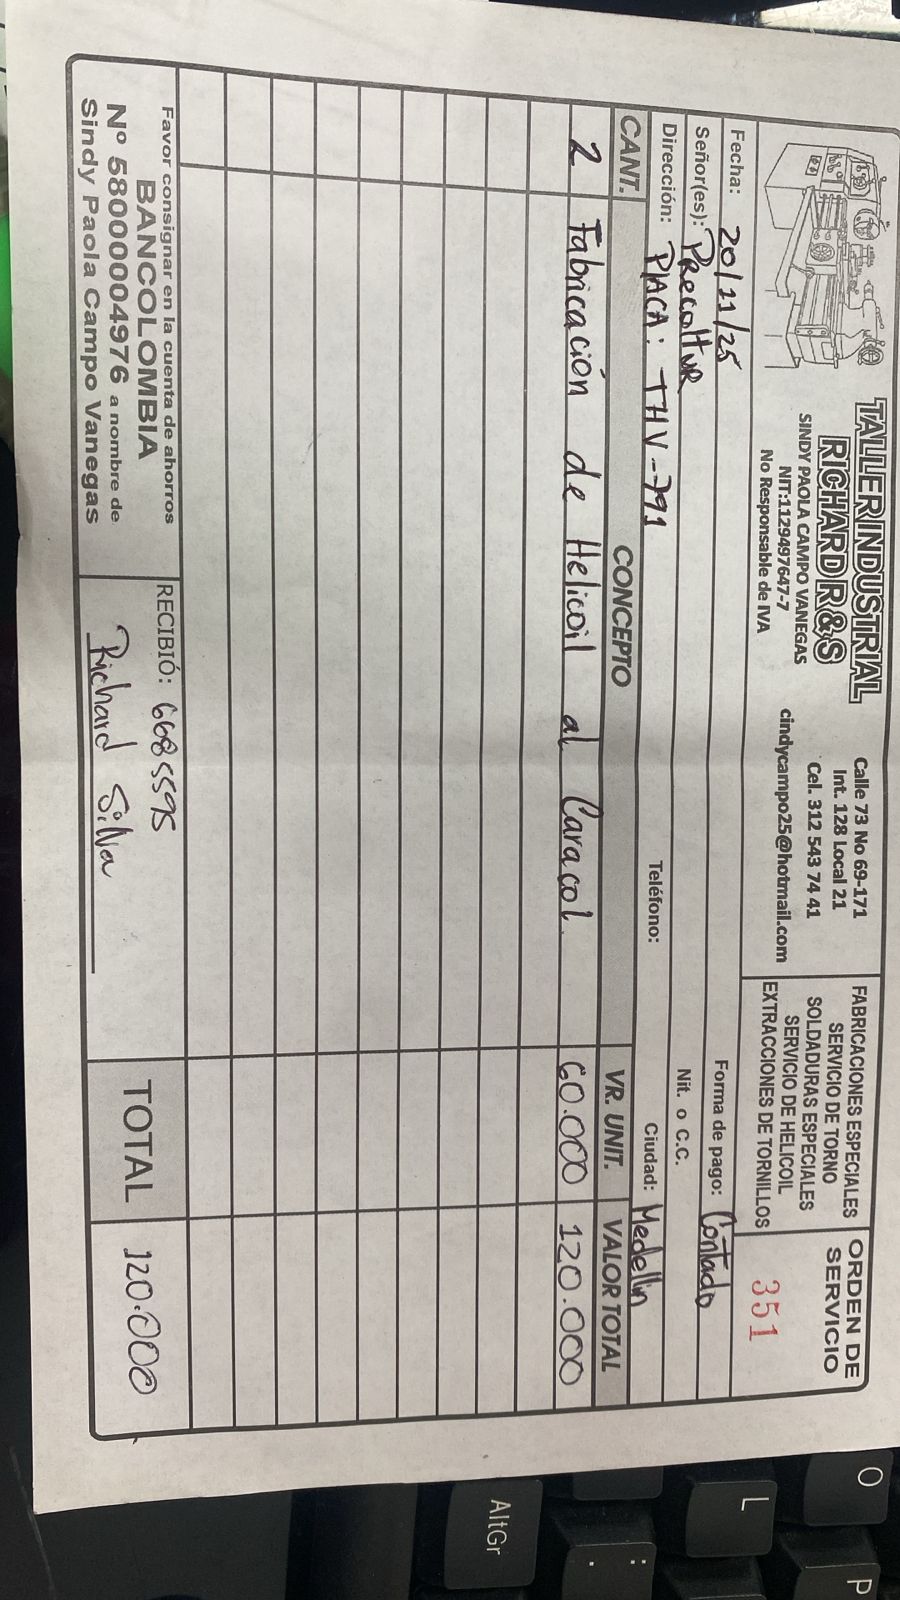 TALLER INDUSTRIAL
RICHARD R&S
SINDY PAOLA CAMPO VANEGAS
NIT:1129497647-7
No Responsable de IVA
Calle 73 No 69-171
Int. 128 Local 21
Cel. 312 543 74 41
cindycampo25@hotmail.com
FABRICACIONES ESPECIALES
SERVICIO DE TORNO
SOLDADURAS ESPECIALES
SERVICIO DE HELICOIL
EXTRACCIONES DE TORNILLOS
ORDEN DE
SERVICIO
351
Fecha: 20/11/25 Forma de pago: Contado
Señor(es): Precoltur Nit. o C.C.
Dirección: PlACA: THV-791 Teléfono: Ciudad: Medellin
CANT. CONCEPTO VR. UNIT. VALOR TOTAL
2 Fabricación de Helicoil al Caracol. 60.000 120.000
Favor consignar en la cuenta de ahorros
BANCOLOMBIA
Nº 58000004976 a nombre de
Sindy Paola Campo Vanegas
RECIBIÓ: 6685595
Richard Silva
TOTAL 120.000
O
P
L
:
.
AltGr